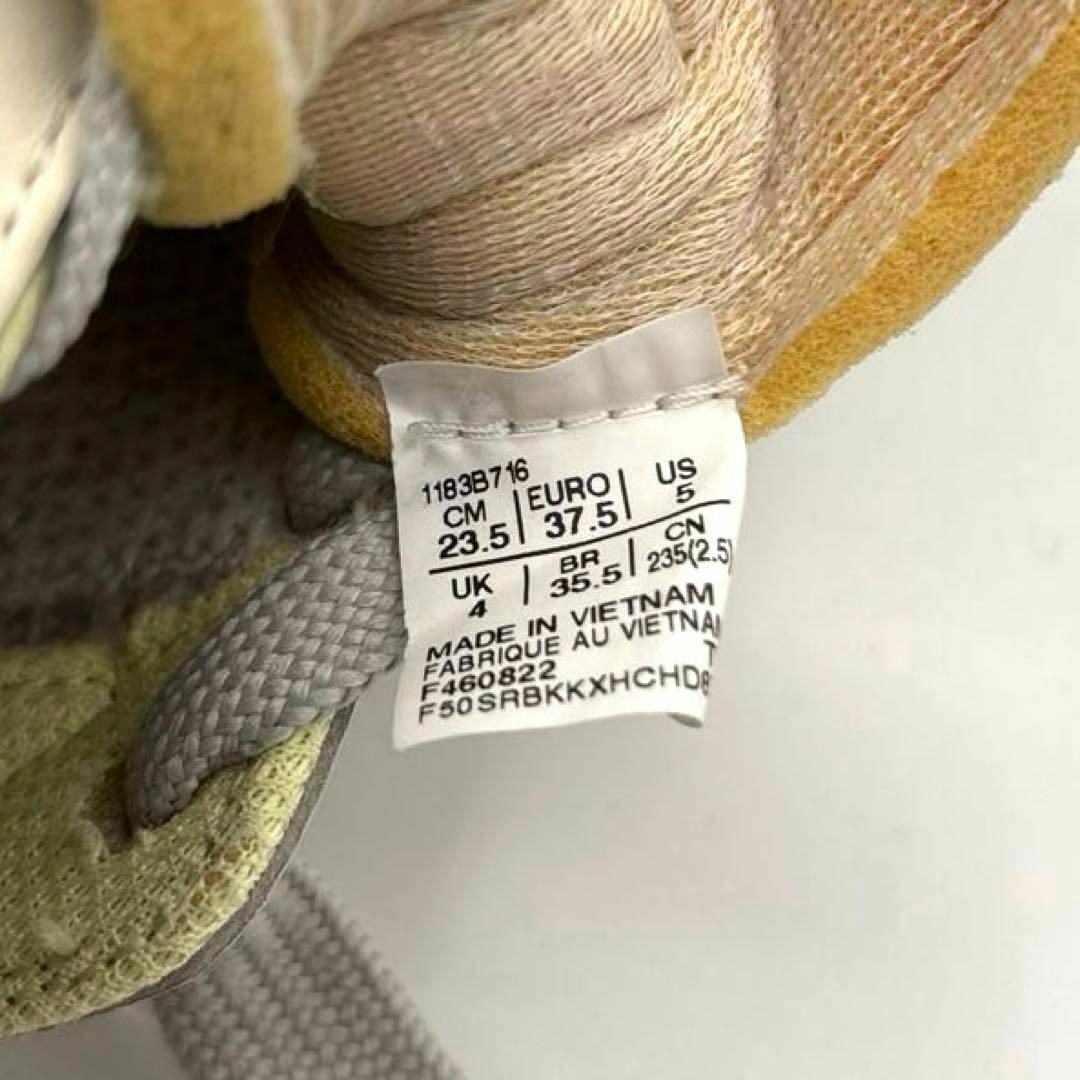 1183B716
CM | EURO | US
23.5 | 37.5 | 5
UK | BR | CN
4 | 35.5 | 235(2.5)
MADE IN VIETNAM
FABRIQUE AU VIETNAM
F460822
F50SRBKKXHCHD